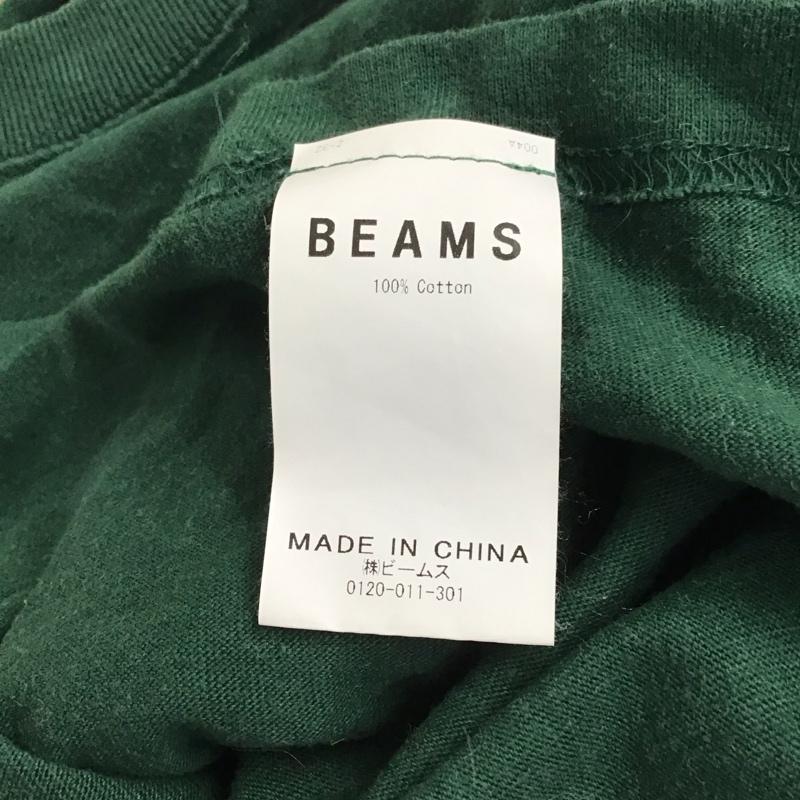 BEAMS
100% Cotton
MADE IN CHINA
㈱ビームス
0120-011-301